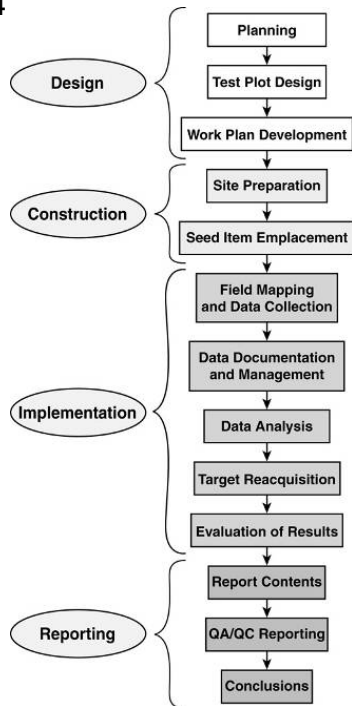 4
Planning
Design
Test Plot Design
Work Plan Development
Site Preparation
Construction
Seed Item Emplacement
Field Mapping
and Data Collection
Data Documentation
and Management
Implementation
Data Analysis
Target Reacquisition
Evaluation of Results
Report Contents
Reporting
QA/QC Reporting
Conclusions